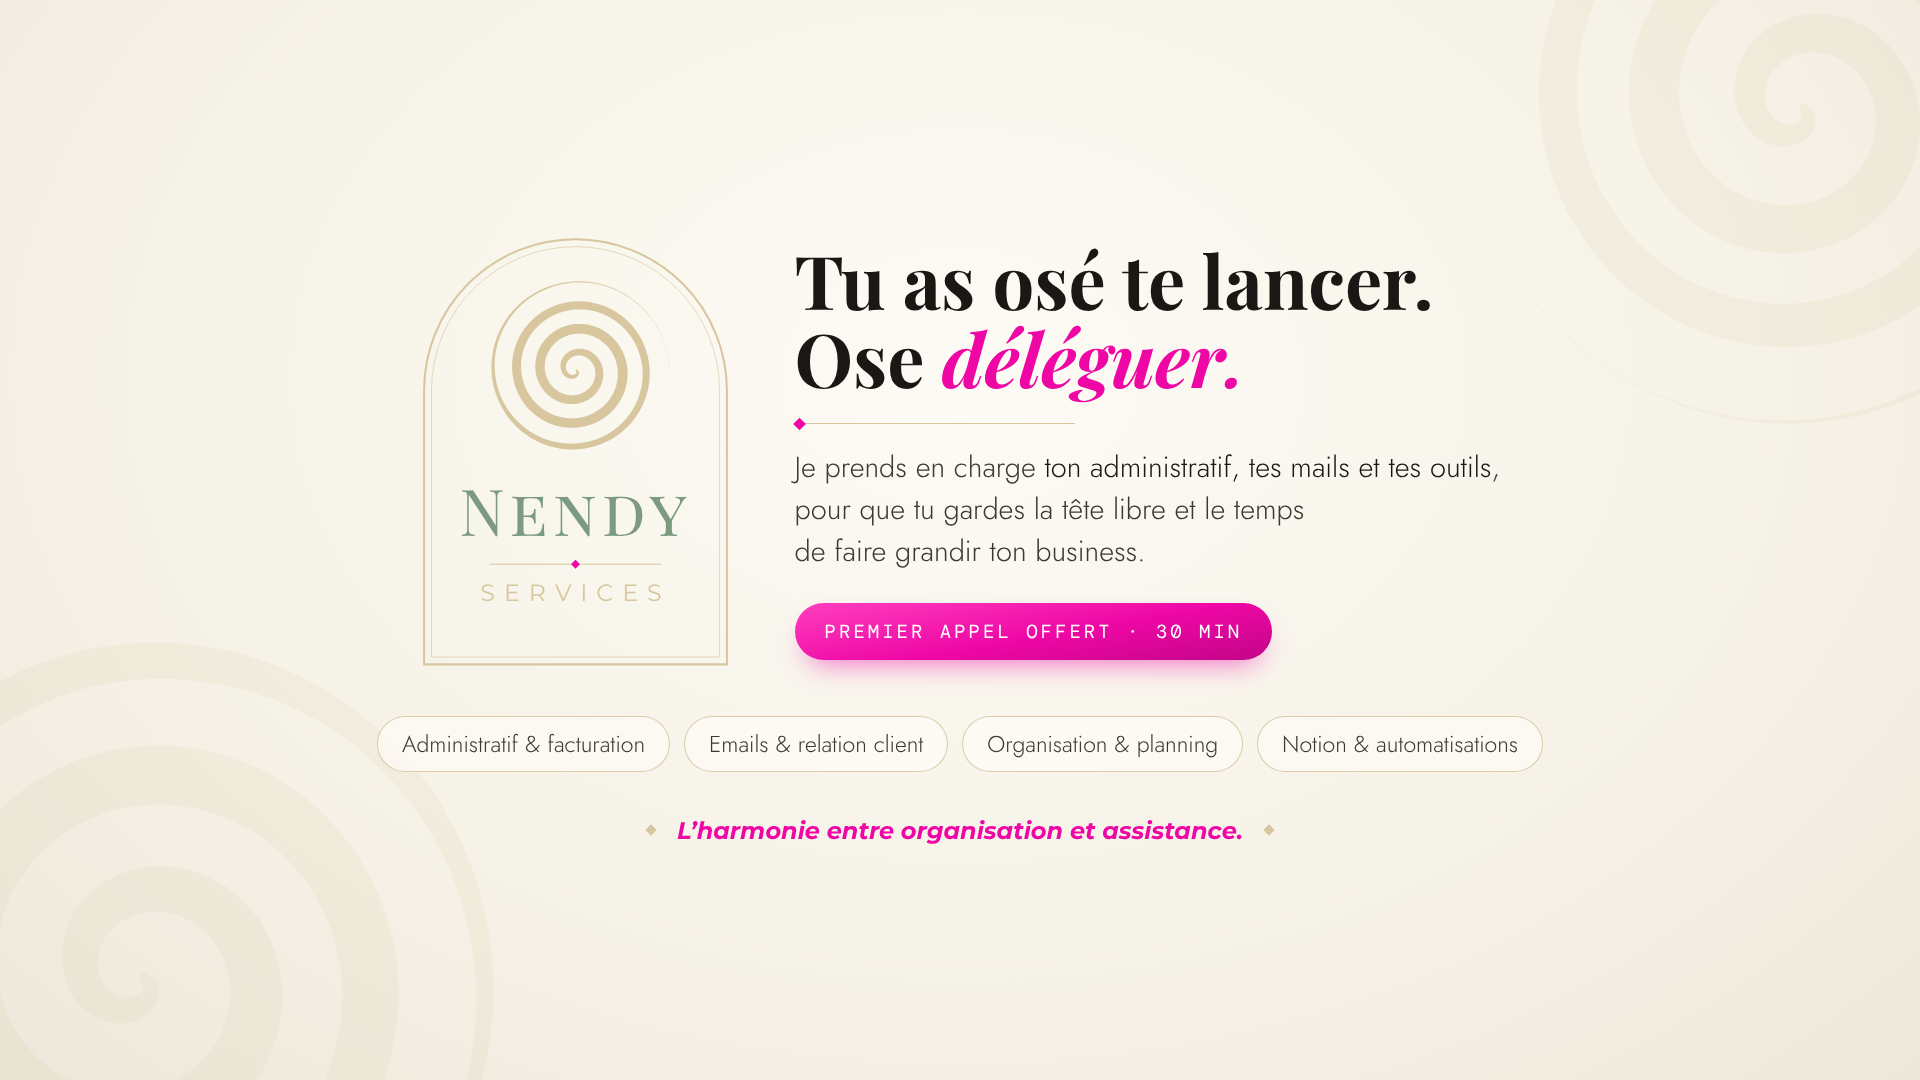 NENDY
SERVICES
Tu as osé te lancer.
Ose déléguer.
Je prends en charge ton administratif, tes mails et tes outils,
pour que tu gardes la tête libre et le temps
de faire grandir ton business.
PREMIER APPEL OFFERT · 30 MIN
Administratif & facturation
Emails & relation client
Organisation & planning
Notion & automatisations
L’harmonie entre organisation et assistance.